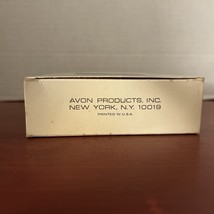 AVON PRODUCTS, INC.
NEW YORK, N.Y. 10019
PRINTED IN U.S.A.